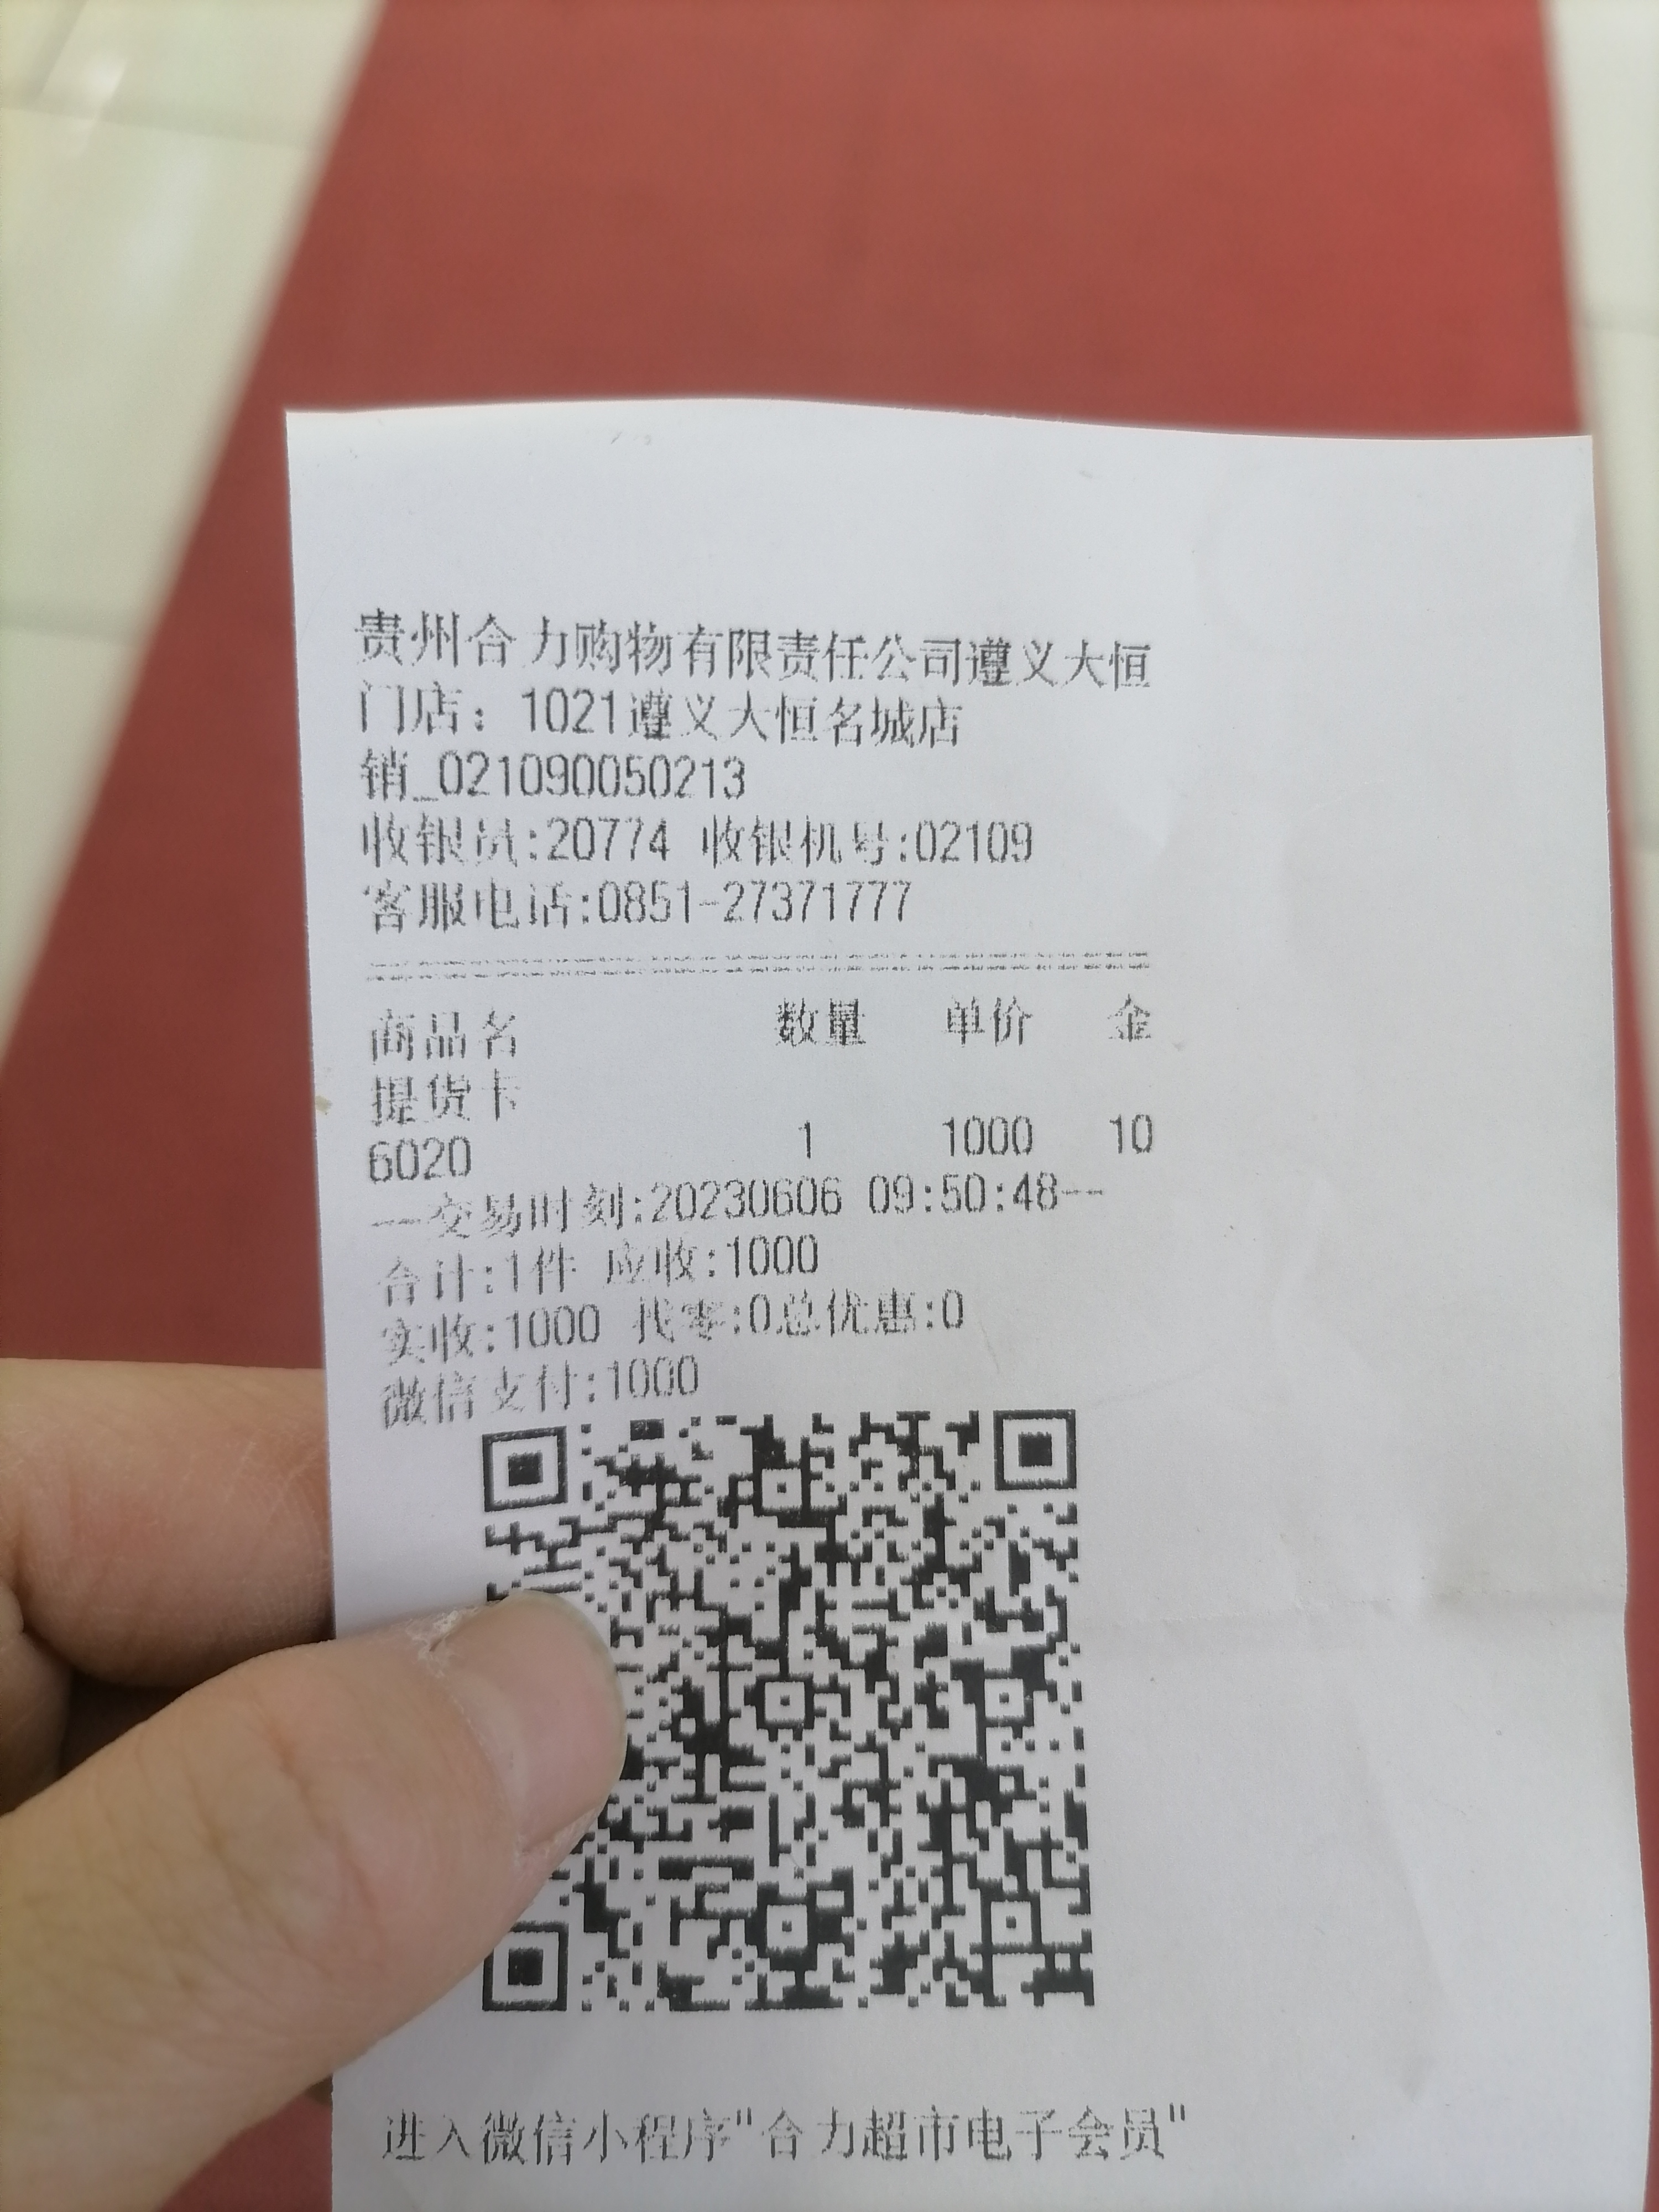 贵州合力购物有限责任公司遵义大恒
门店：1021遵义大恒名城店
销_021090050213
收银员:20774 收银机号:02109
客服电话:0851-27371777
商品名 数量 单价 金
提货卡
6020 1 1000 10
--交易时刻:20230606 09:50:48--
合计:1件 应收:1000
实收:1000 找零:0总优惠:0
微信支付:1000
进入微信小程序"合力超市电子会员"